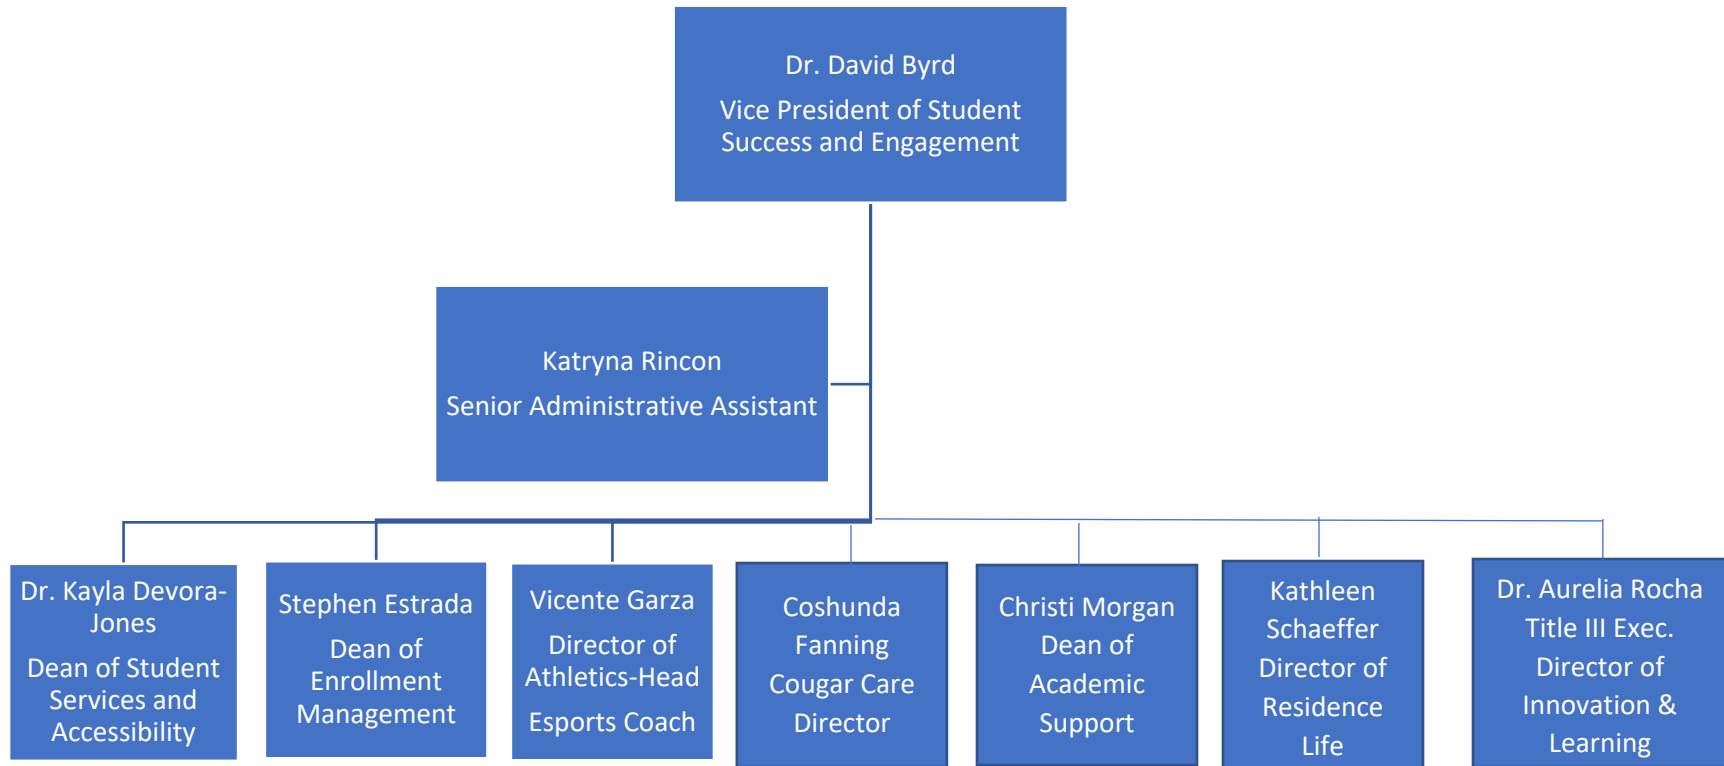 Dr. David Byrd
Vice President of Student
Success and Engagement
Katryna Rincon
Senior Administrative Assistant
Dr. Kayla Devora-
Jones
Dean of Student
Services and
Accessibility
Stephen Estrada
Dean of
Enrollment
Management
Vicente Garza
Director of
Athletics-Head
Esports Coach
Coshunda
Fanning
Cougar Care
Director
Christi Morgan
Dean of
Academic
Support
Kathleen
Schaeffer
Director of
Residence
Life
Dr. Aurelia Rocha
Title III Exec.
Director of
Innovation &
Learning